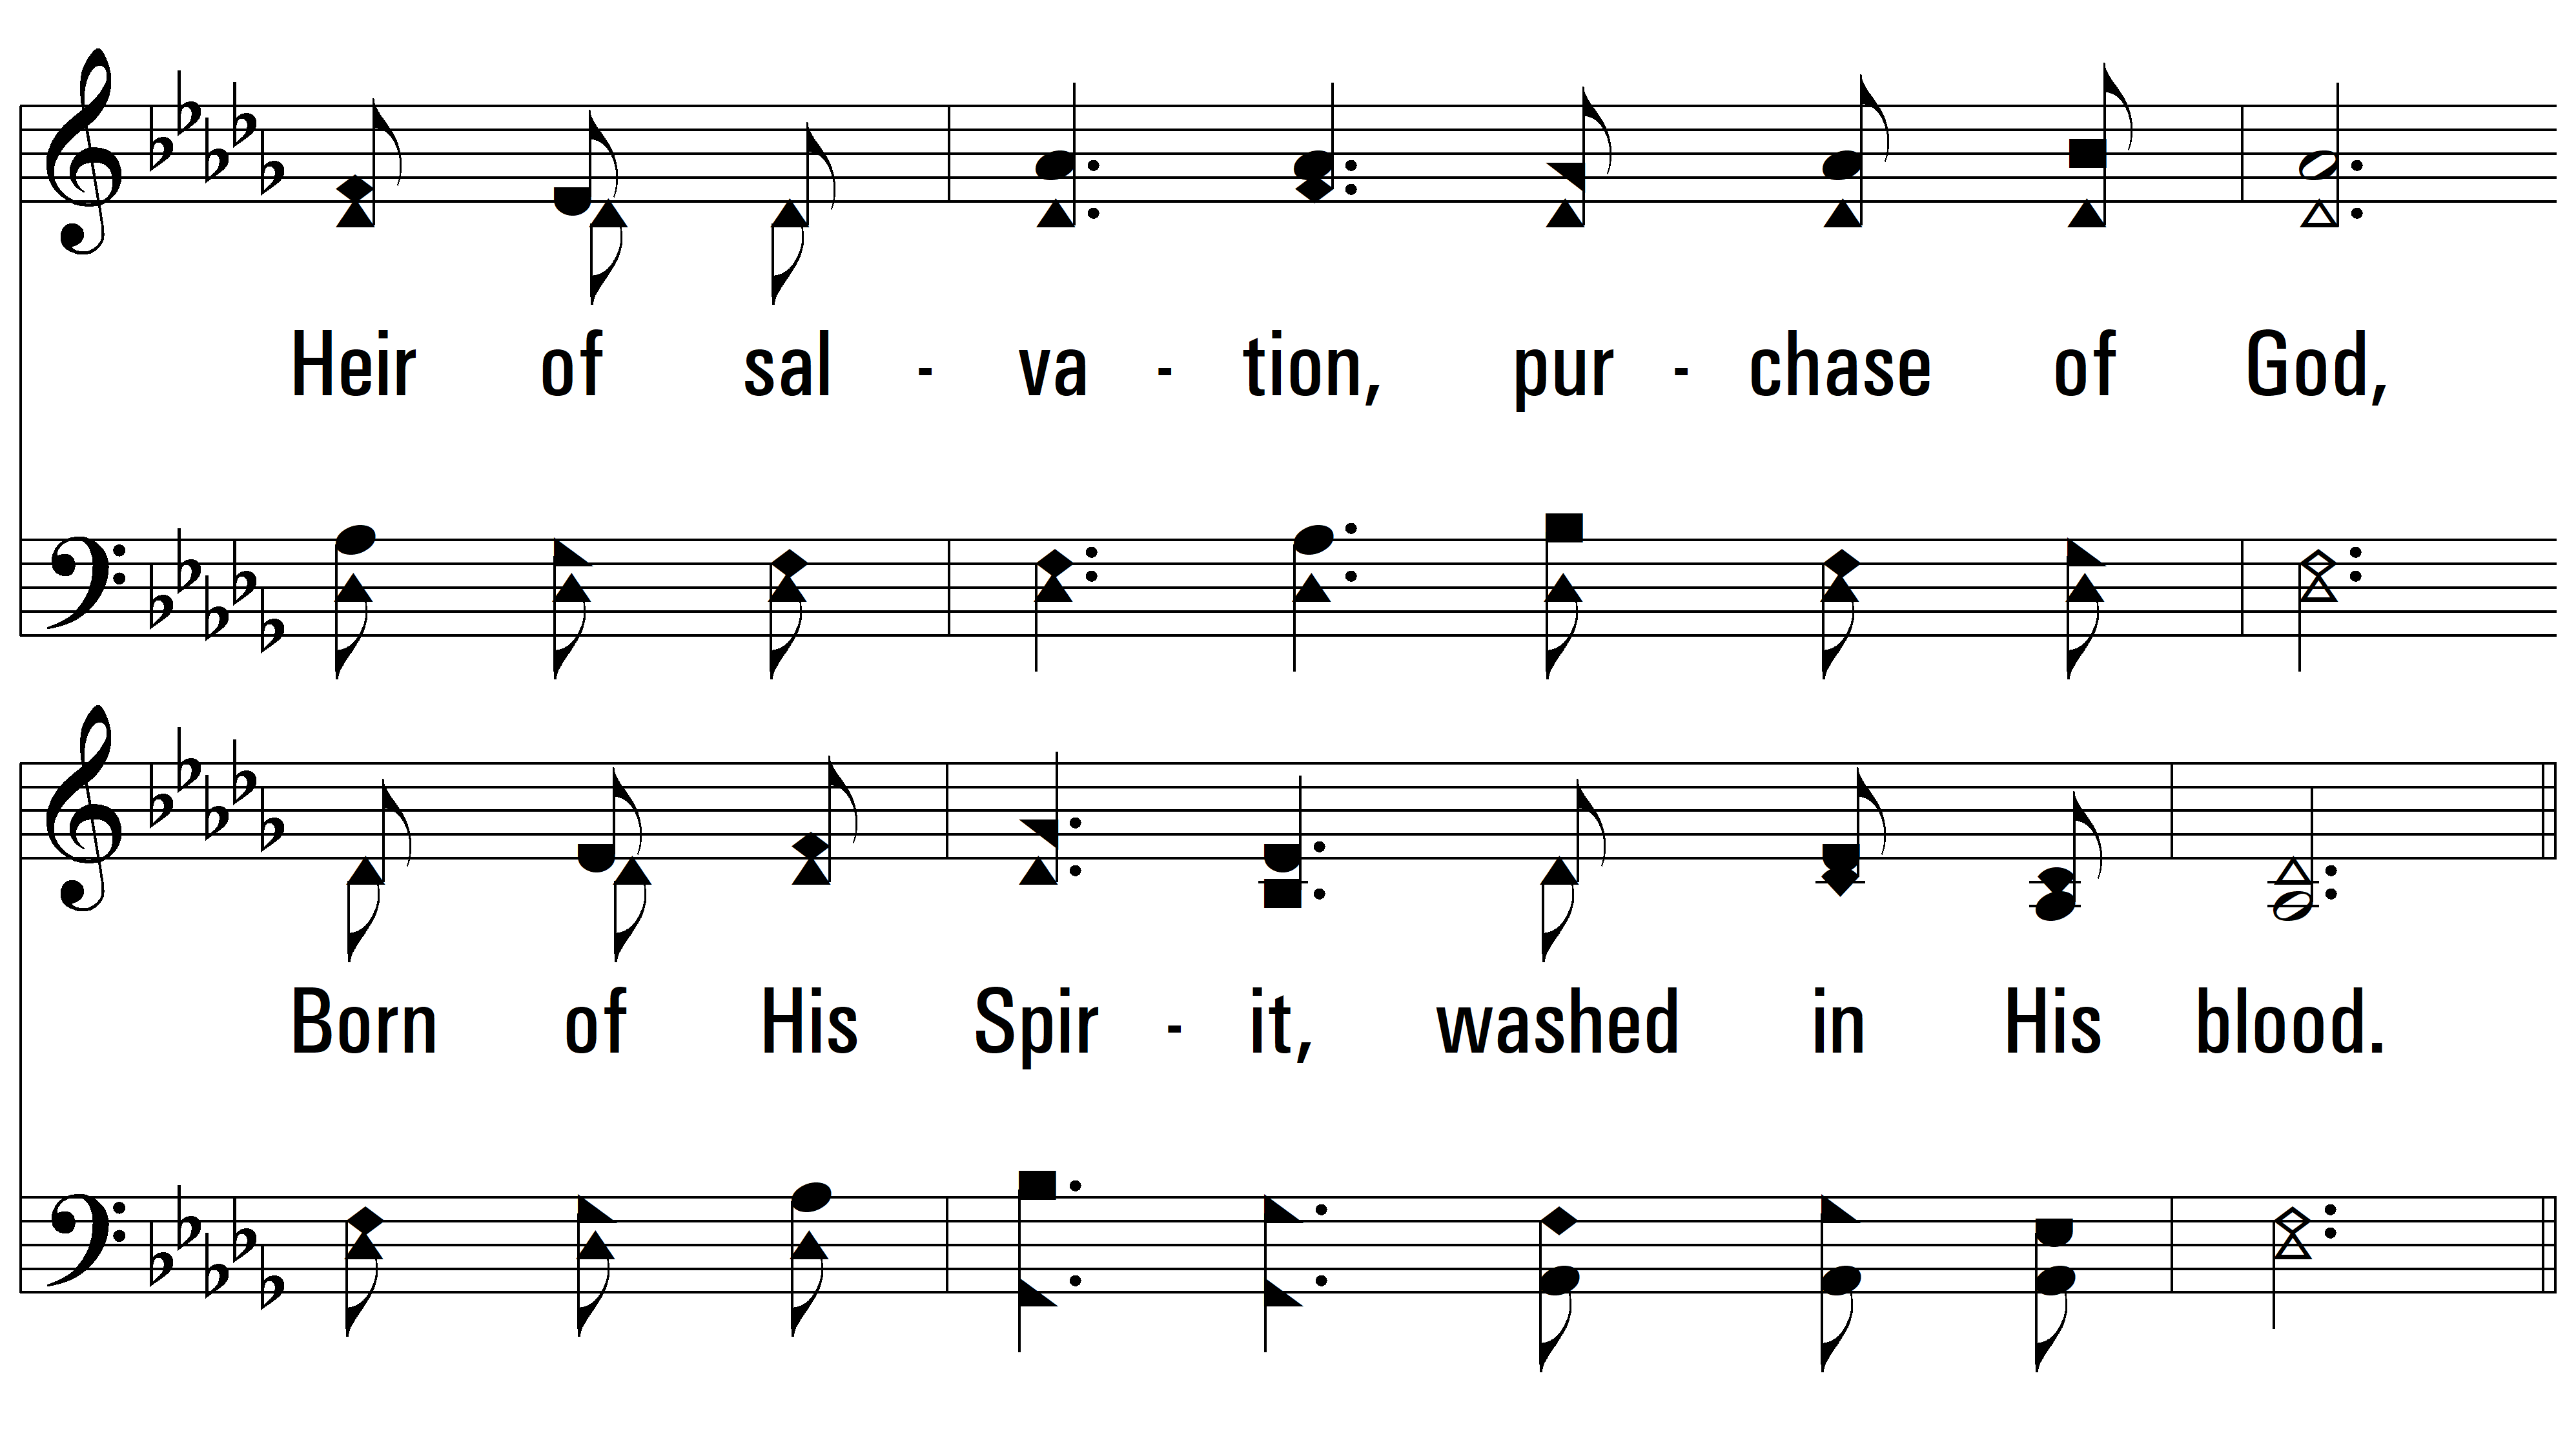 Heir of sal - va - tion, pur - chase of God,
Born of His Spir - it, washed in His blood.